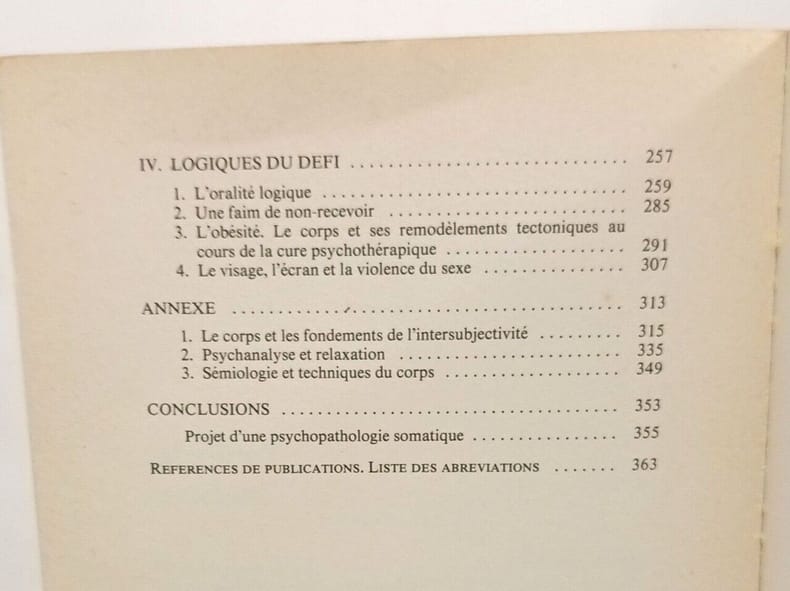 IV. LOGIQUES DU DEFI .............................. 257
1. L'oralité logique .............................. 259
2. Une faim de non-recevoir ......................... 285
3. L'obésité. Le corps et ses remodèlements tectoniques au
cours de la cure psychothérapique ................... 291
4. Le visage, l'écran et la violence du sexe ............... 307
ANNEXE ................................... 313
1. Le corps et les fondements de l'intersubjectivité ......... 315
2. Psychanalyse et relaxation ........................ 335
3. Sémiologie et techniques du corps ................... 349
CONCLUSIONS .................................... 353
Projet d'une psychopathologie somatique ................ 355
REFERENCES DE PUBLICATIONS. LISTE DES ABREVIATIONS ....... 363